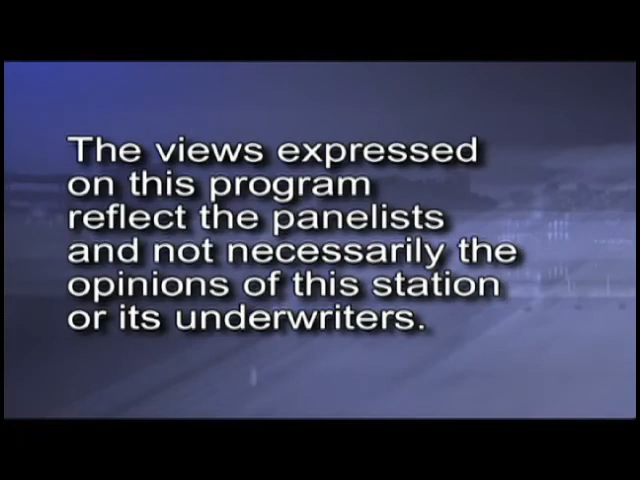 The views expressed
on this program
reflect the panelists
and not necessarily the
opinions of this station
or its underwriters.